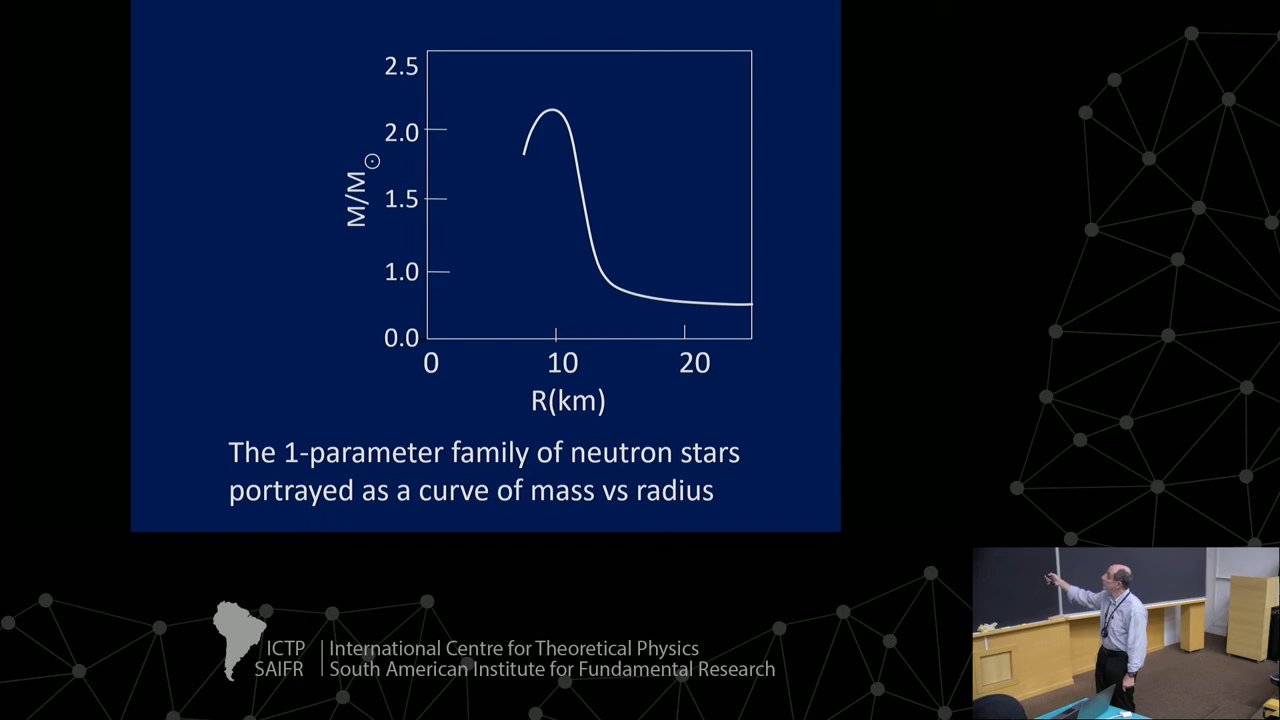 2.5
2.0
1.5
1.0
0.0
M/M☉
0 10 20
R(km)
The 1-parameter family of neutron stars
portrayed as a curve of mass vs radius
ICTP
SAIFR
International Centre for Theoretical Physics
South American Institute for Fundamental Research